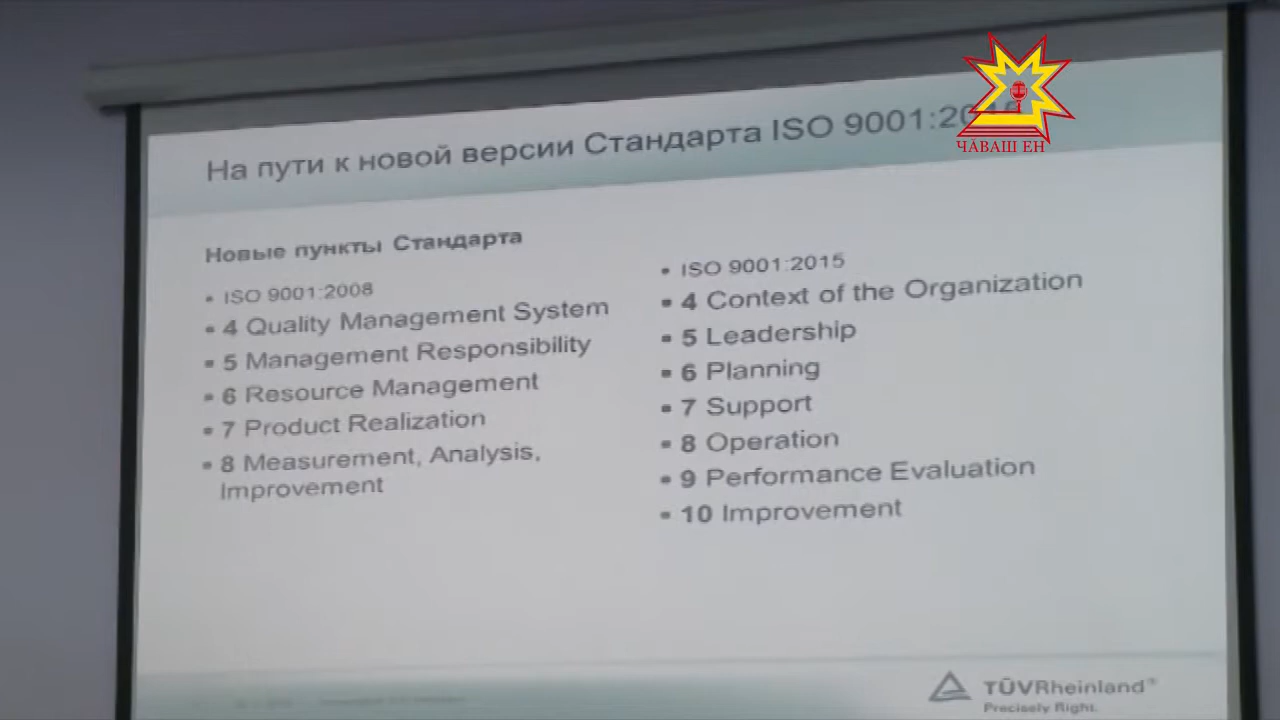 ЧӐВАШ ЕН
На пути к новой версии Стандарта ISO 9001:20
Новые пункты Стандарта
• ISO 9001:2008
• 4 Quality Management System
• 5 Management Responsibility
• 6 Resource Management
• 7 Product Realization
• 8 Measurement, Analysis,
Improvement
• ISO 9001:2015
• 4 Context of the Organization
• 5 Leadership
• 6 Planning
• 7 Support
• 8 Operation
• 9 Performance Evaluation
• 10 Improvement
TÜVRheinland®
Precisely Right.